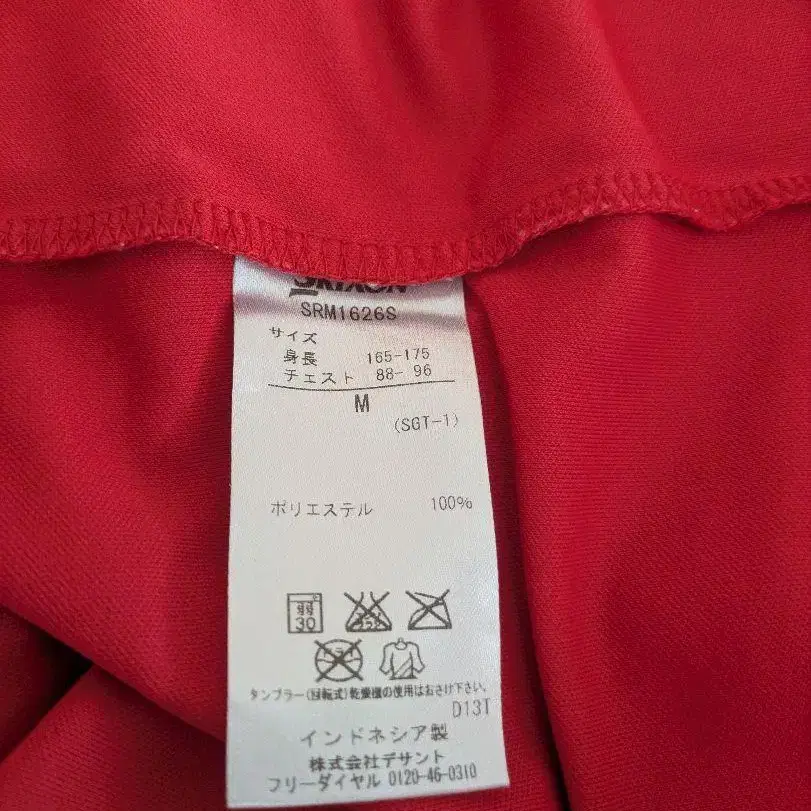 SRIXON
SRM1626S
サイズ
身長 165-175
チェスト 88- 96
M
(SGT-1)
ポリエステル 100%
弱
30
ドライ
タンブラー(回転式)乾燥機の使用はおさけ下さい。
D13T
インドネシア製
株式会社デサント
フリーダイヤル 0120-46-0310